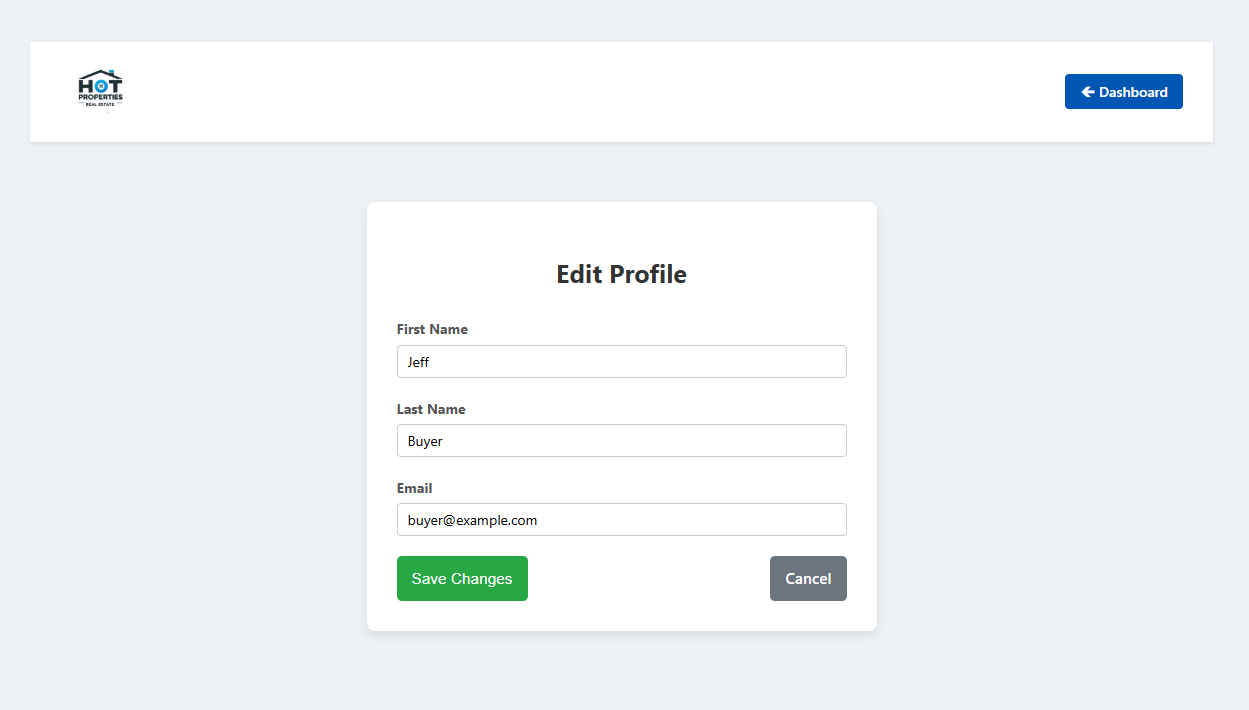 HOT
PROPERTIES
REAL ESTATE
Dashboard
Edit Profile
First Name
Jeff
Last Name
Buyer
Email
buyer@example.com
Save Changes
Cancel